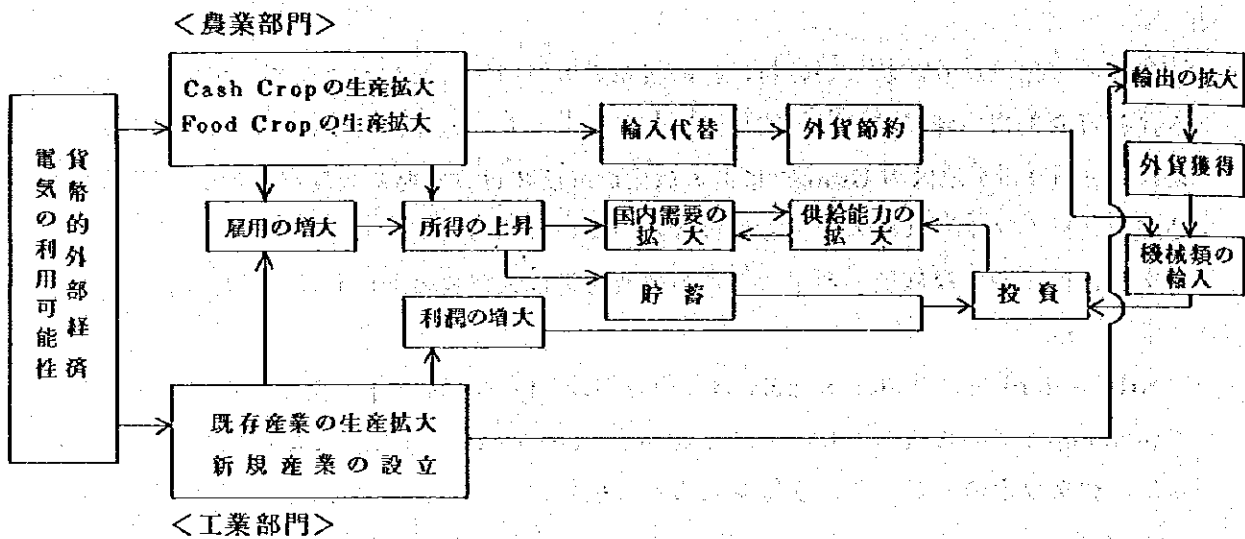 ＜農業部門＞
Cash Cropの生産拡大
Food Cropの生産拡大
輸出の拡大
輸入代替
外貨節約
外貨獲得
貨幣的外部経済
電気の利用可能性
雇用の増大
所得の上昇
国内需要の
拡大
供給能力の
拡大
機械類の
輸入
貯蓄
投資
利潤の増大
既存産業の生産拡大
新規産業の設立
＜工業部門＞